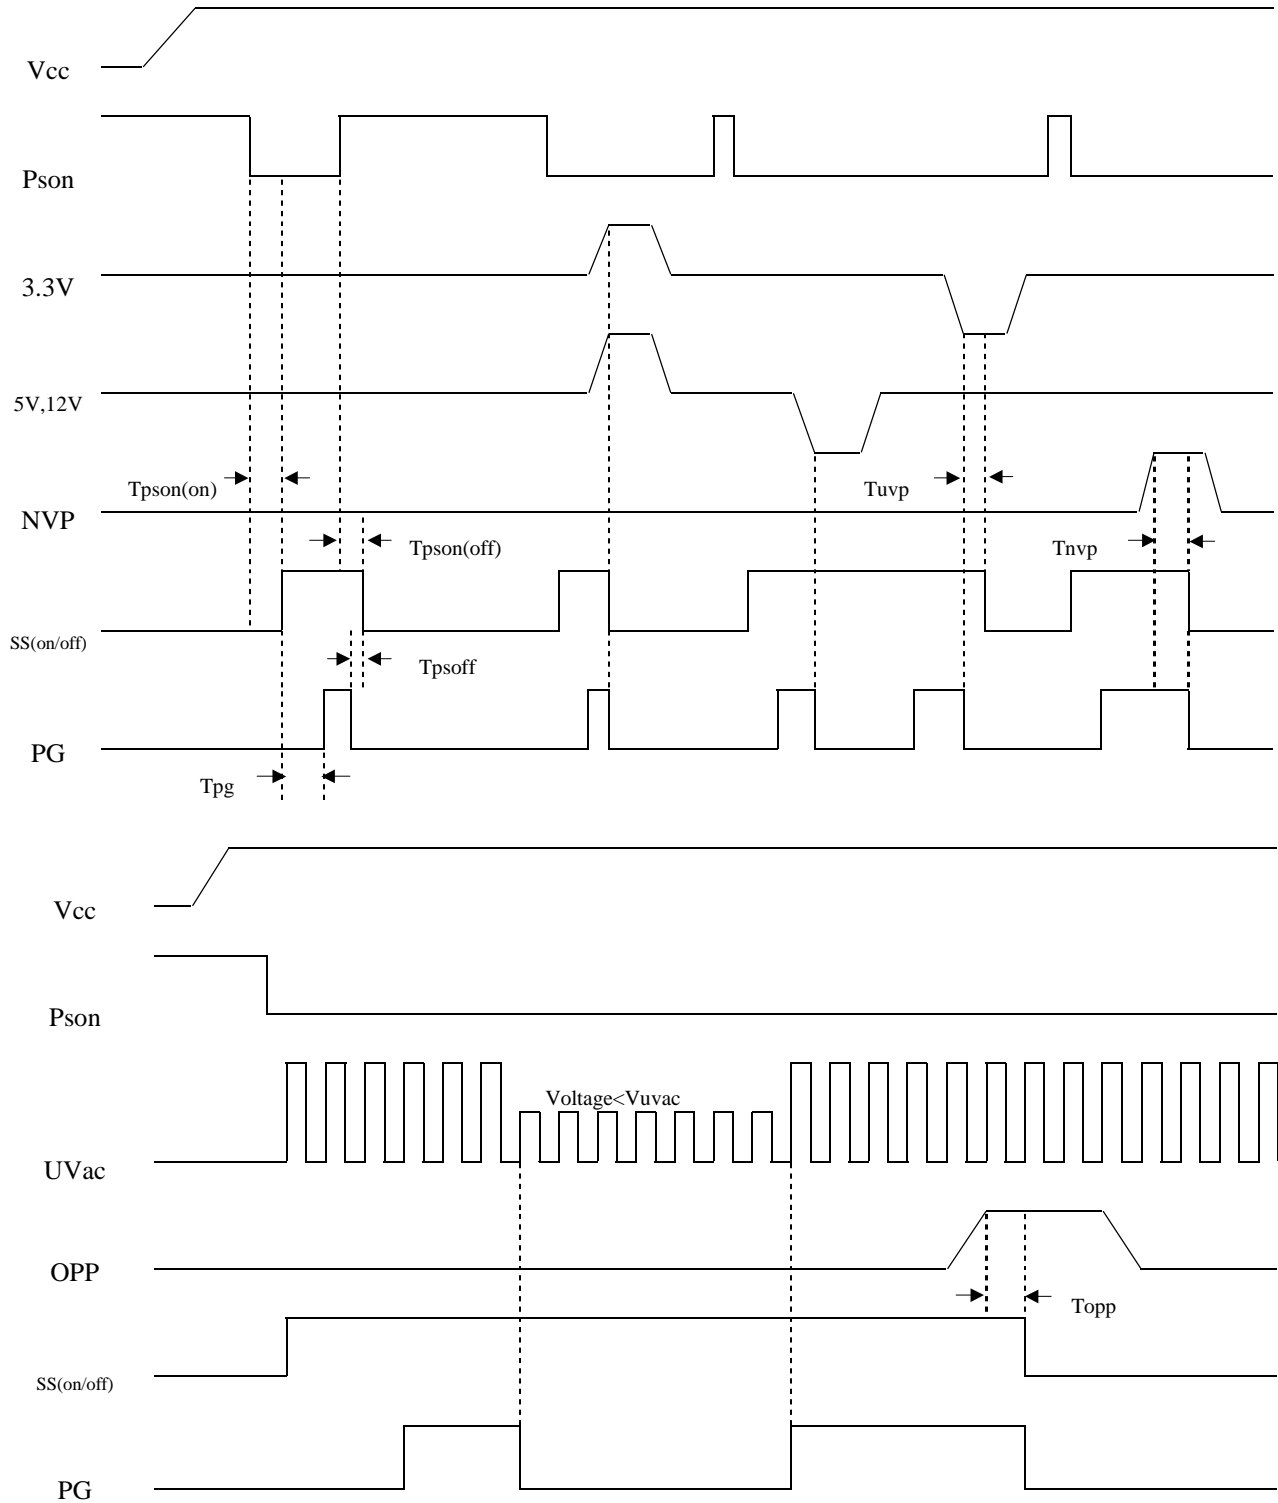 Vcc
Pson
3.3V
5V,12V
Tpson(on)
Tuvp
NVP
Tpson(off)
Tnvp
SS(on/off)
Tpsoff
PG
Tpg
Vcc
Pson
Voltage<Vuvac
UVac
OPP
Topp
SS(on/off)
PG